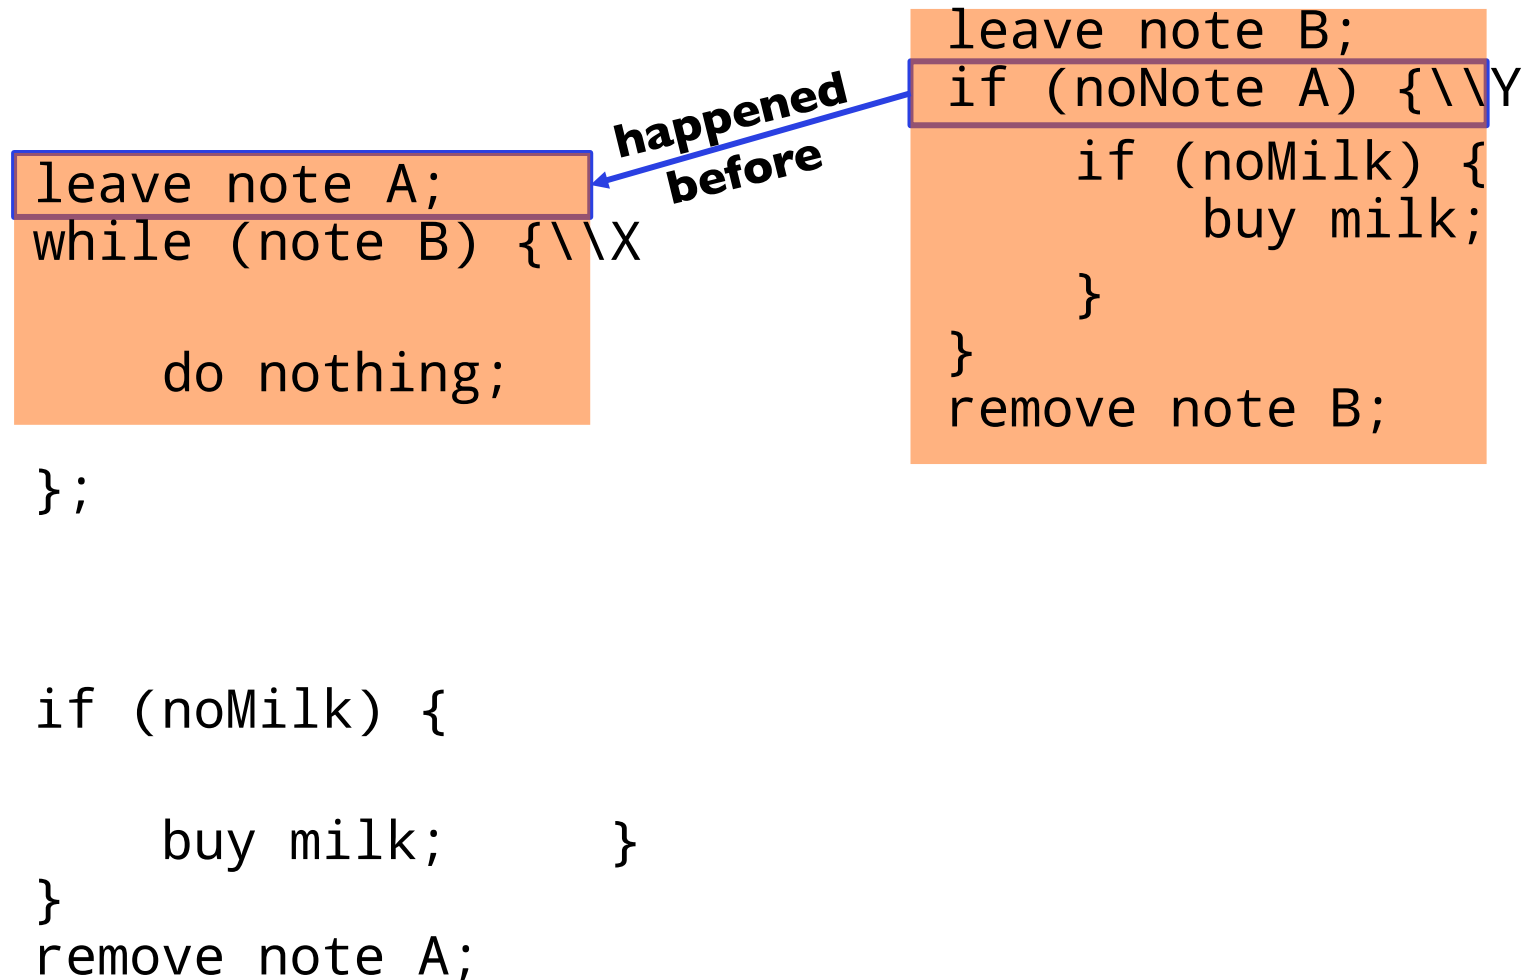 leave note A;
while (note B) {\\X
do nothing;
};
if (noMilk) {
buy milk; }
}
remove note A;
happened
before
leave note B;
if (noNote A) {\\Y
if (noMilk) {
buy milk;
}
}
remove note B;